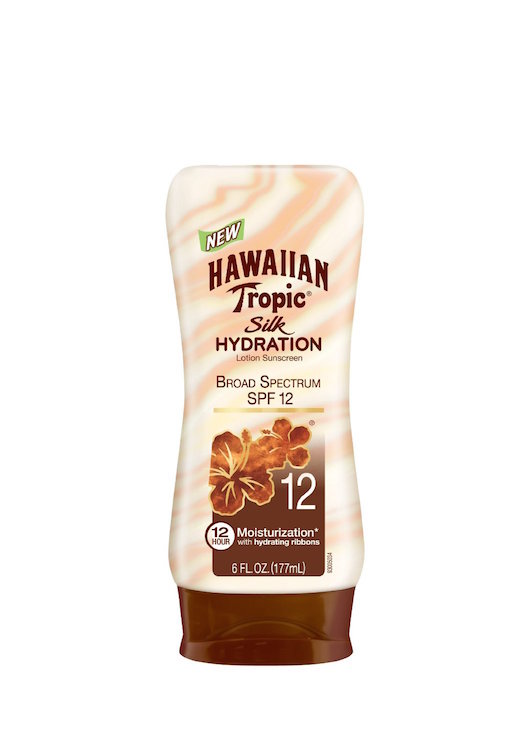 NEW
HAWAIIAN
Tropic®
Silk
HYDRATION
Lotion Sunscreen
BROAD SPECTRUM
SPF 12
®
12
12 HOUR
Moisturization*
with hydrating ribbons
6 FL. OZ. (177mL)